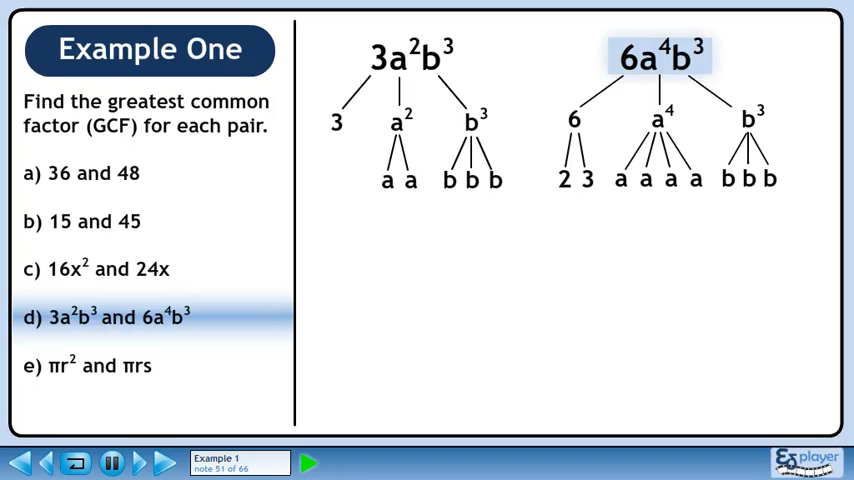 Example One
Find the greatest common
factor (GCF) for each pair.
a) 36 and 48
b) 15 and 45
c) 16x² and 24x
d) 3a²b³ and 6a⁴b³
e) πr² and πrs
3a²b³ 6a⁴b³
3 a² b³ 6 a⁴ b³
a a b b b 2 3 a a a a b b b
Example 1
note 51 of 66
player